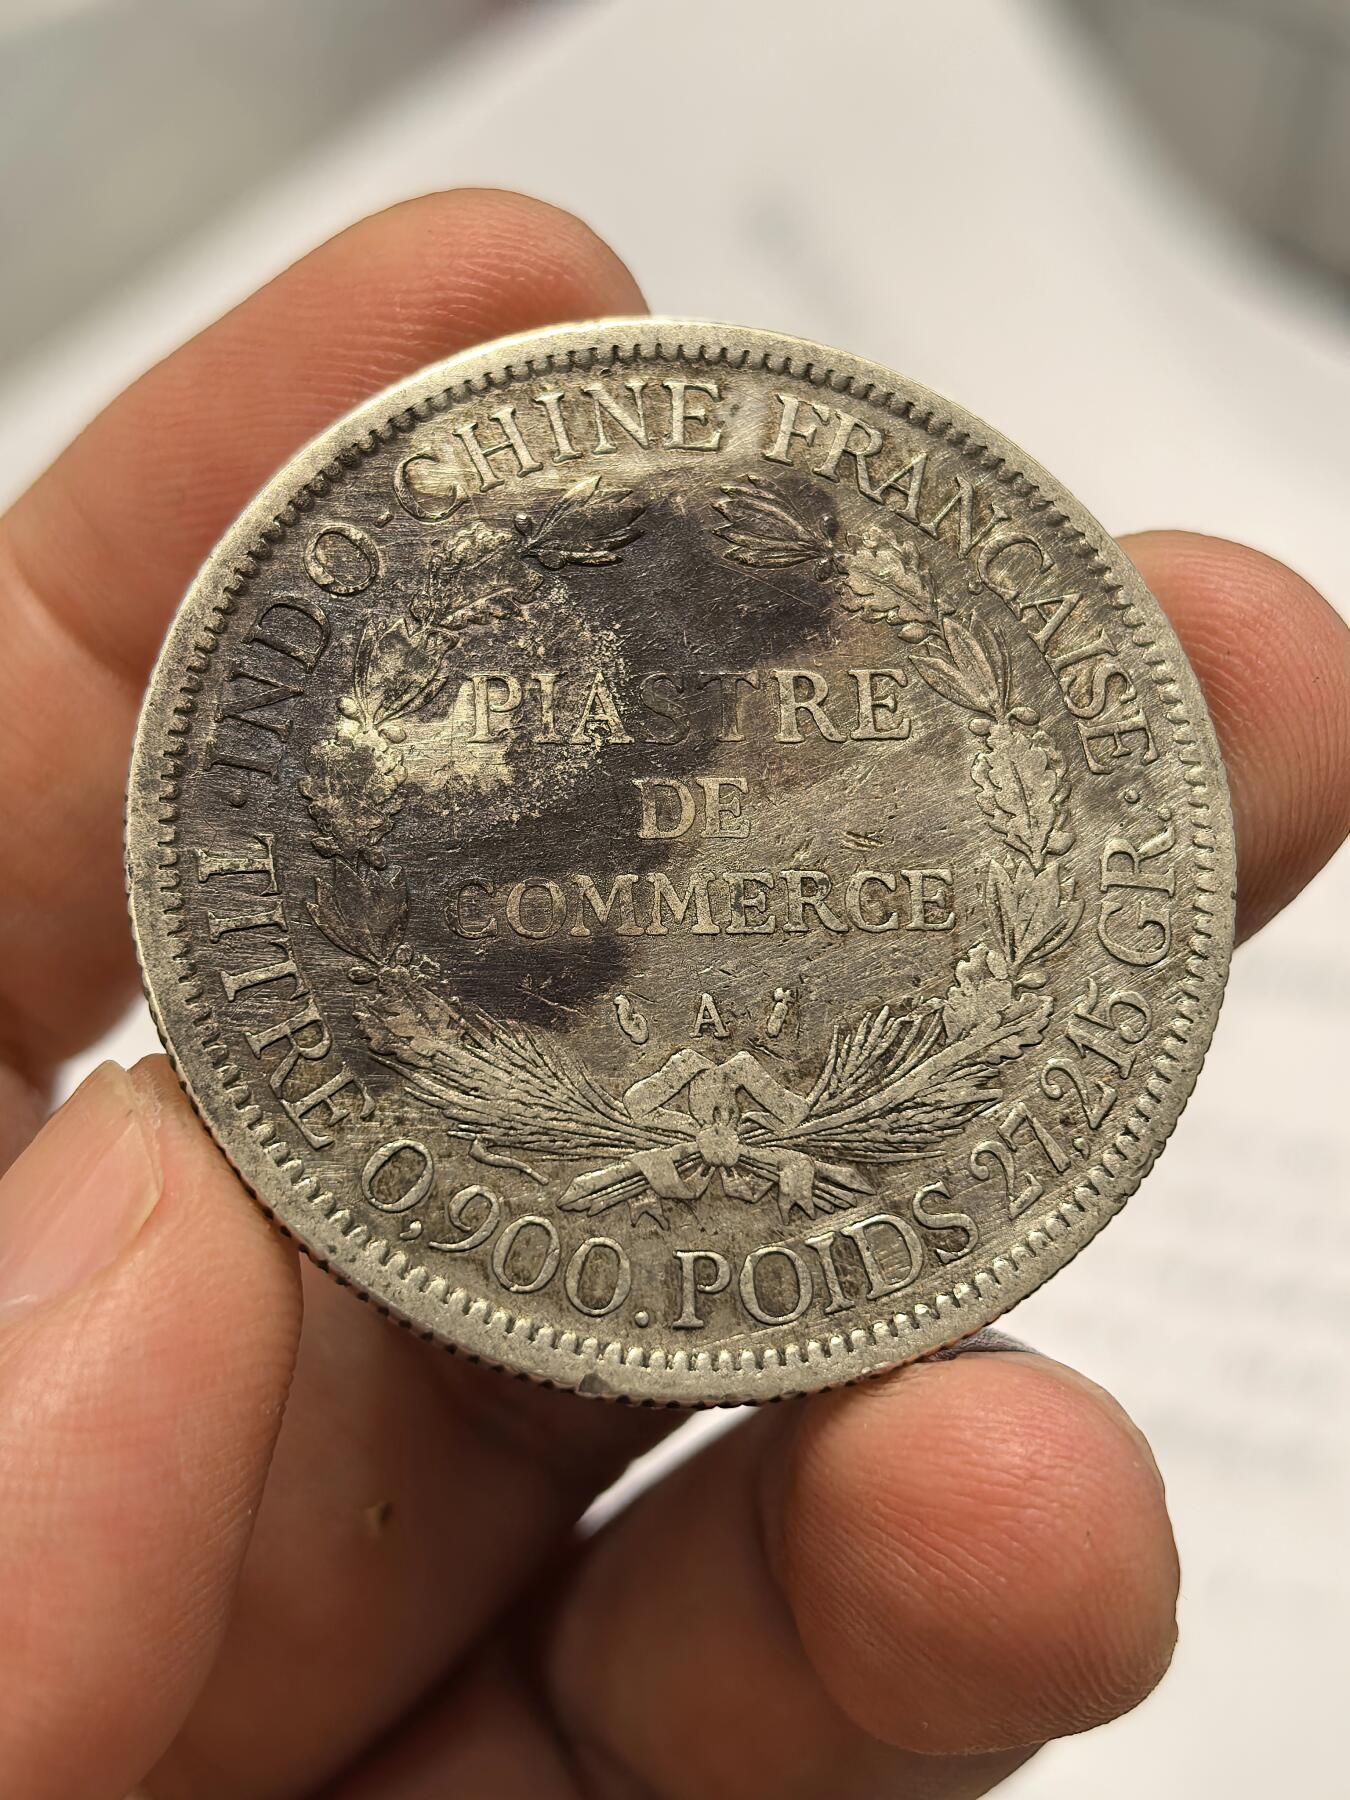 · INDO-CHINE FRANÇAISE ·
TITRE 0,900. POIDS 27,215 GR.
PIASTRE
DE
COMMERCE
A